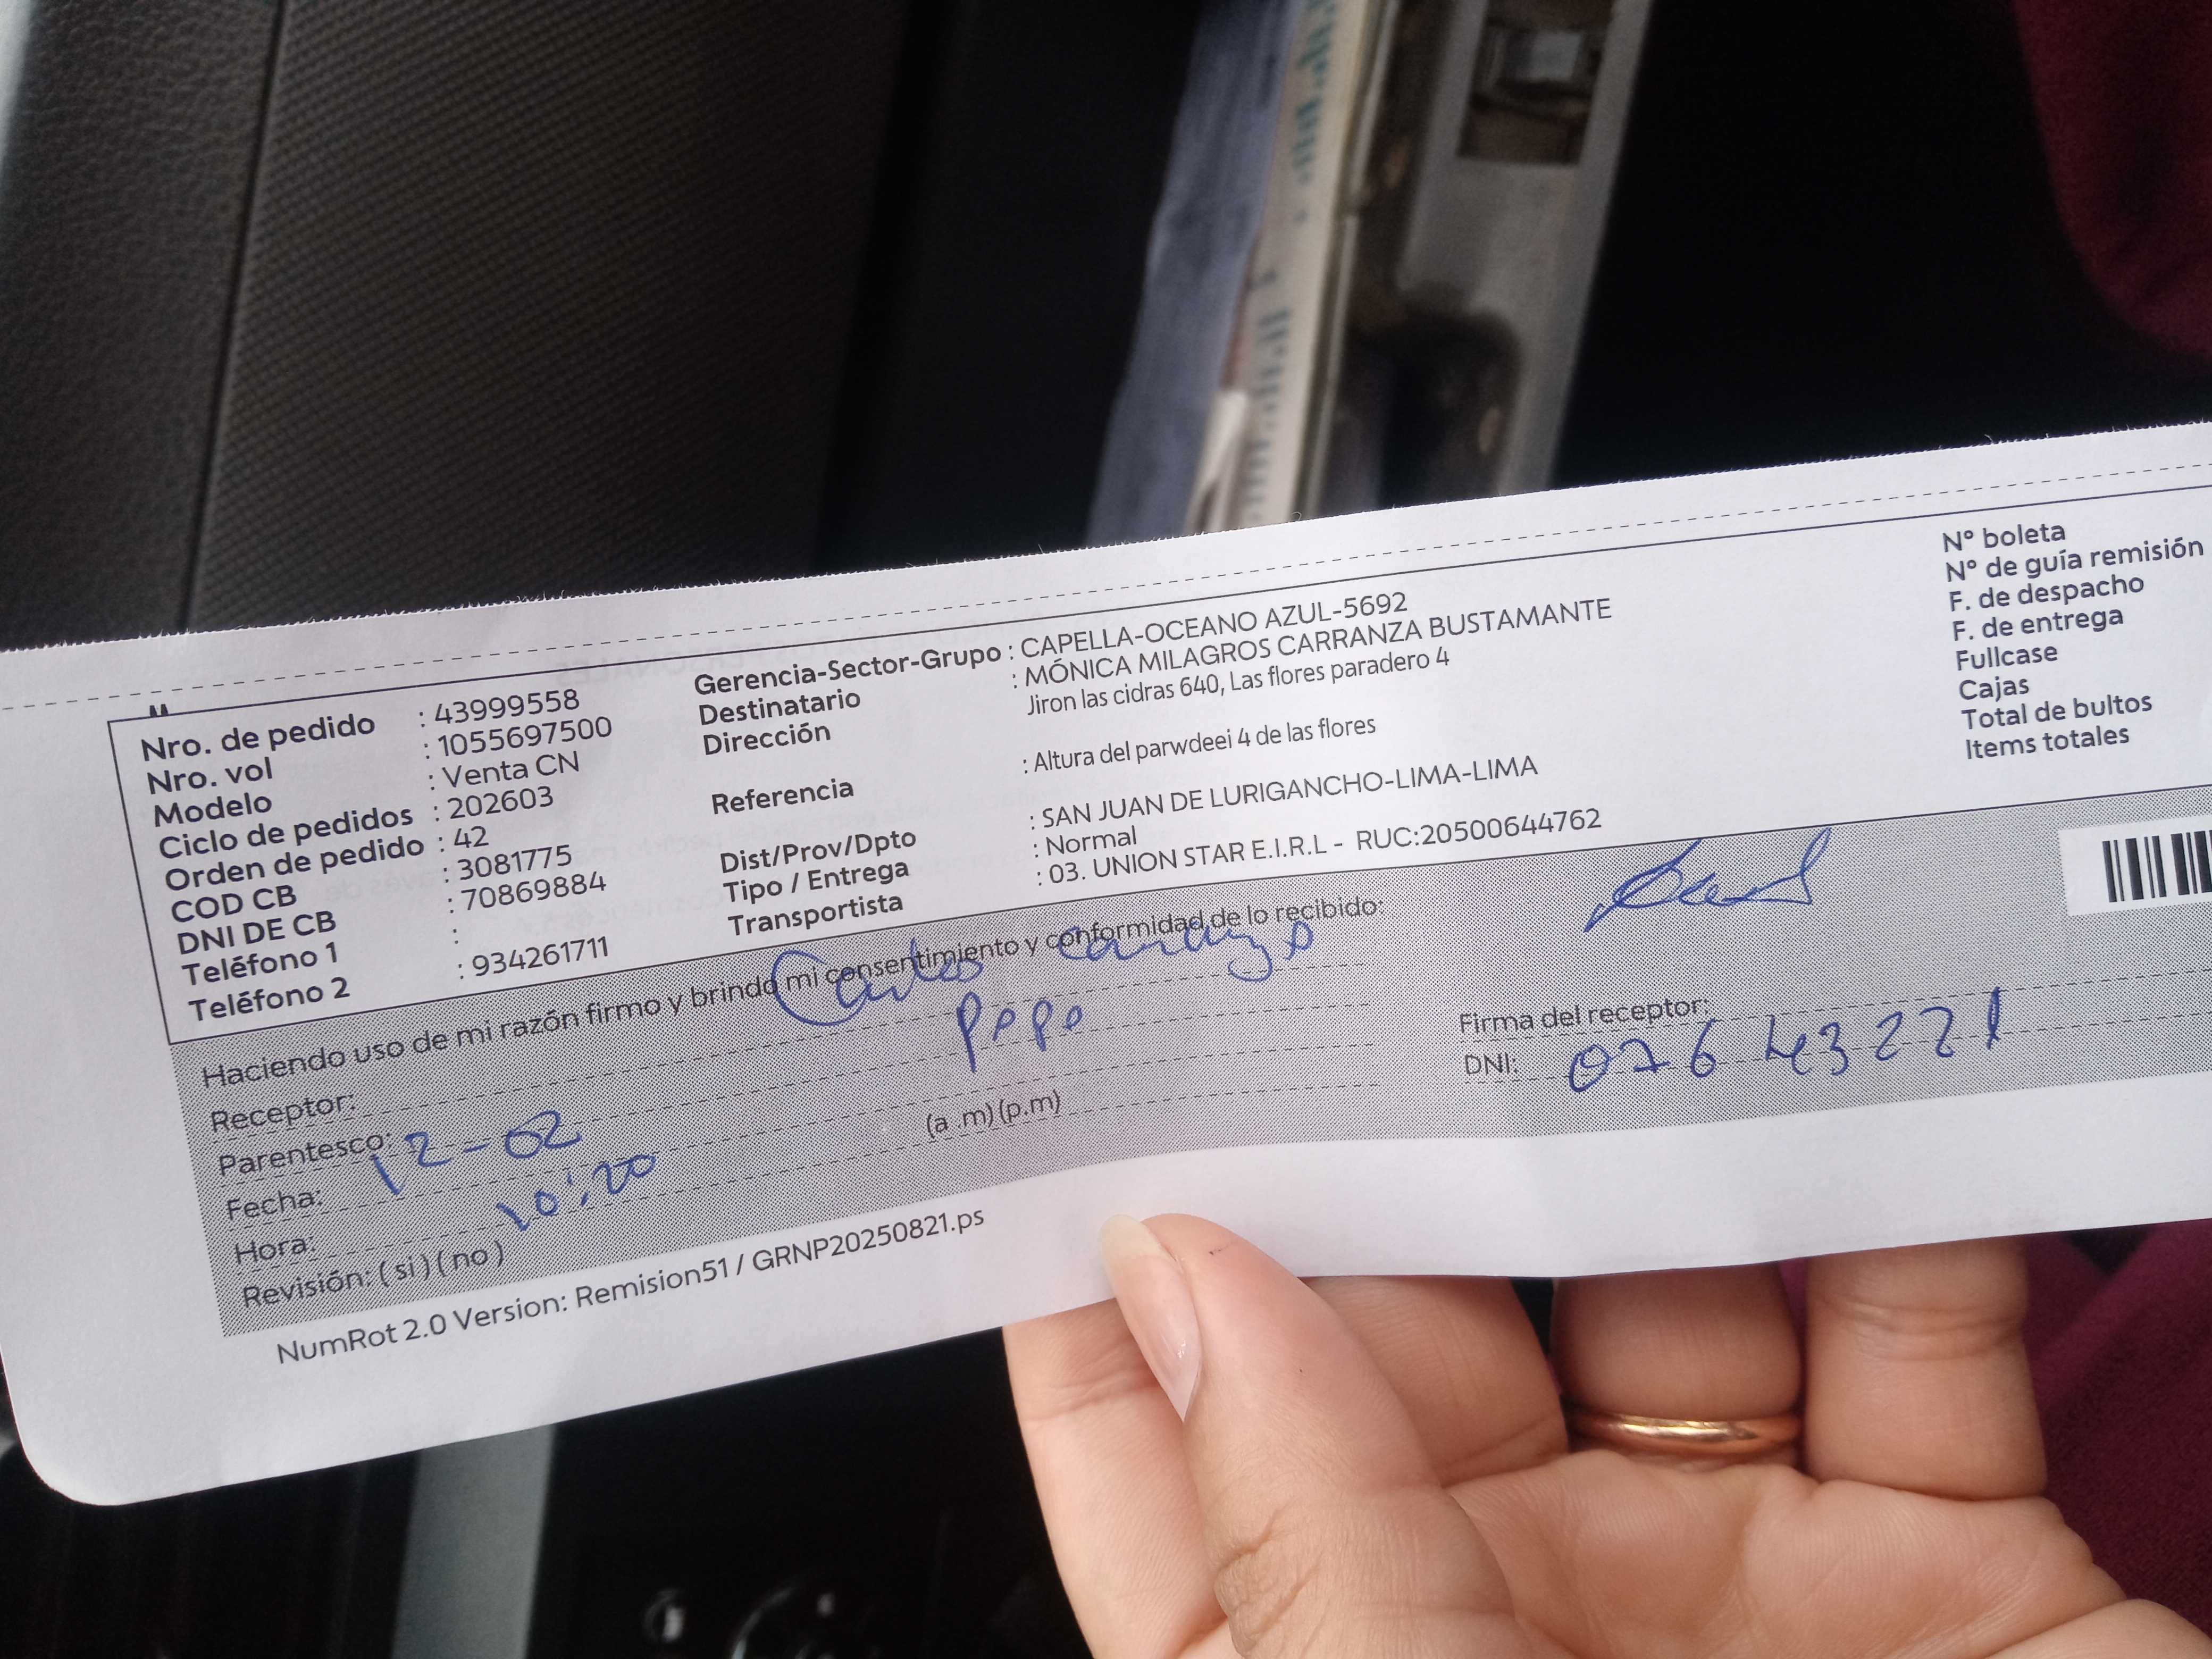 Nro. de pedido : 43999558
Nro. vol : 1055697500
Modelo : Venta CN
Ciclo de pedidos : 202603
Orden de pedido : 42
COD CB : 3081775
DNI DE CB : 70869884
Teléfono 1 :
Teléfono 2 : 934261711
Gerencia-Sector-Grupo : CAPELLA-OCEANO AZUL-5692
Destinatario : MÓNICA MILAGROS CARRANZA BUSTAMANTE
Dirección Jiron las cidras 640, Las flores paradero 4
Referencia : Altura del parwdeei 4 de las flores
Dist/Prov/Dpto : SAN JUAN DE LURIGANCHO-LIMA-LIMA
Tipo / Entrega : Normal
Transportista : 03. UNION STAR E.I.R.L - RUC:20500644762
N° boleta
N° de guía remisión
F. de despacho
F. de entrega
Fullcase
Cajas
Total de bultos
Items totales
Haciendo uso de mi razón firmo y brindo mi consentimiento y conformidad de lo recibido:
Receptor: Carlos
Parentesco: Papa
Fecha: 12-02
Hora: 10:20 (a .m) (p.m)
Revisión: ( si ) ( no )
Firma del receptor:
DNI: 07643221
NumRot 2.0 Version: Remision51 / GRNP20250821.ps